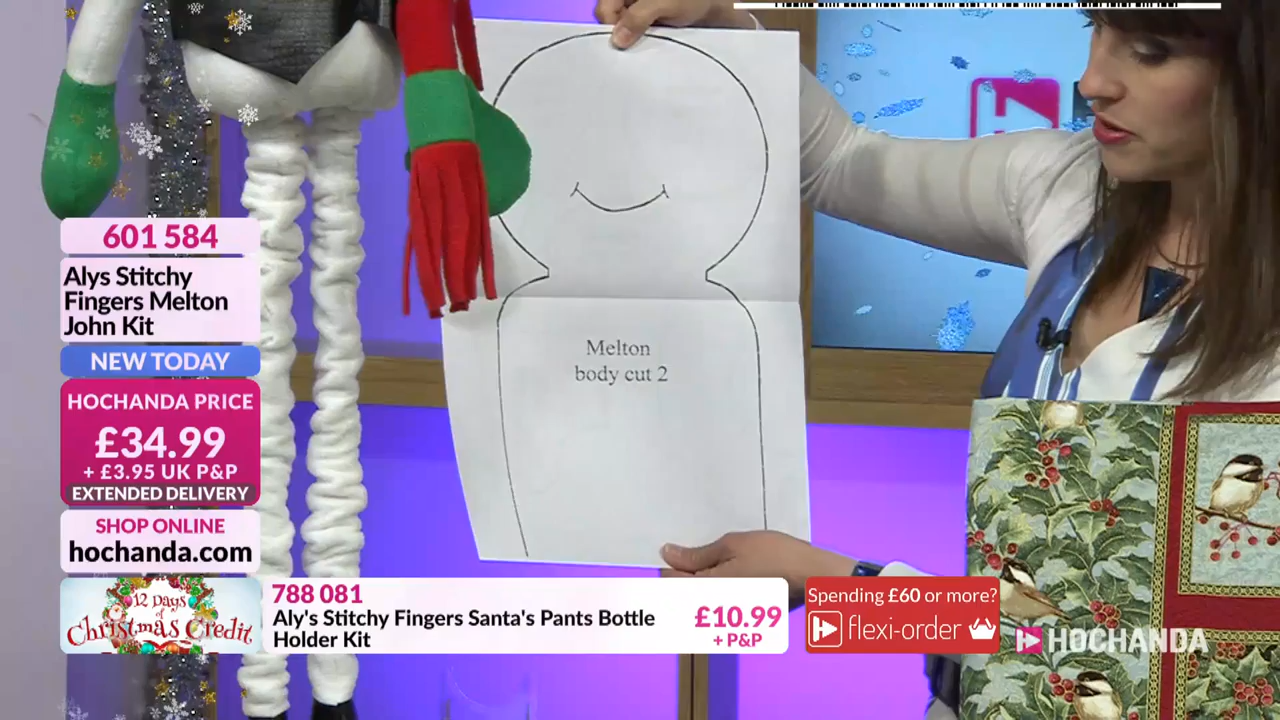 601 584
Alys Stitchy
Fingers Melton
John Kit
NEW TODAY
HOCHANDA PRICE
£34.99
+ £3.95 UK P&P
EXTENDED DELIVERY
SHOP ONLINE
hochanda.com
Melton
body cut 2
12 Days
of
Christmas Credit
788 081
Aly's Stitchy Fingers Santa's Pants Bottle
Holder Kit
£10.99
+ P&P
Spending £60 or more?
flexi-order
HOCHANDA